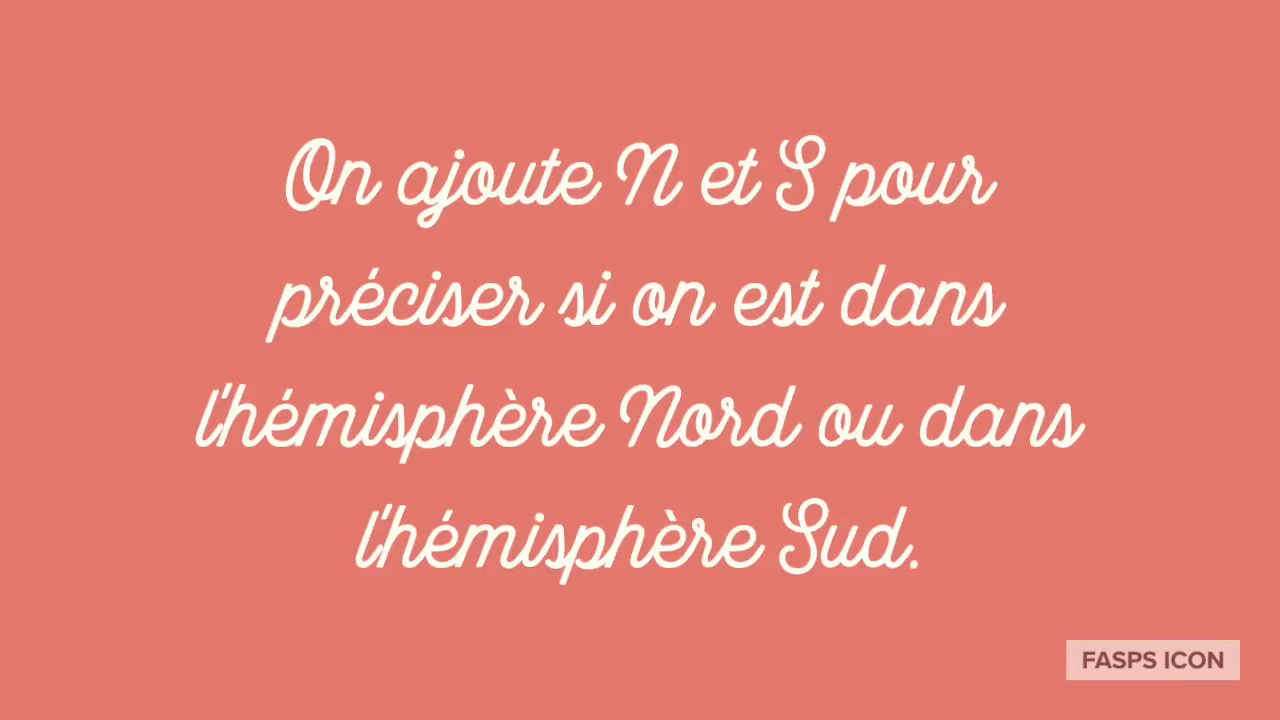 On ajoute N et S pour
préciser si on est dans
l'hémisphère Nord ou dans
l'hémisphère Sud.
FASPS ICON